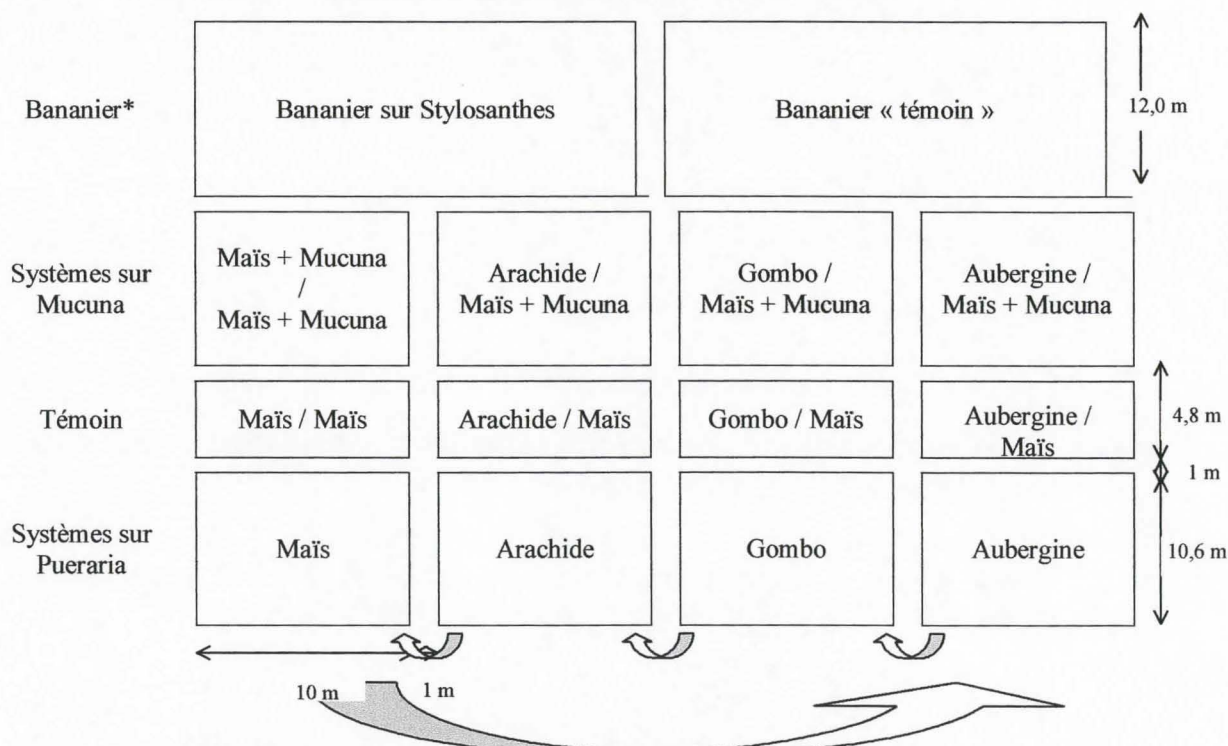 Bananier*
Bananier sur Stylosanthes
Bananier « témoin »
12,0 m
Systèmes sur
Mucuna
Maïs + Mucuna
/
Maïs + Mucuna
Arachide /
Maïs + Mucuna
Gombo /
Maïs + Mucuna
Aubergine /
Maïs + Mucuna
Témoin
Maïs / Maïs
Arachide / Maïs
Gombo / Maïs
Aubergine /
Maïs
4,8 m
1 m
Systèmes sur
Pueraria
Maïs
Arachide
Gombo
Aubergine
10,6 m
10 m
1 m